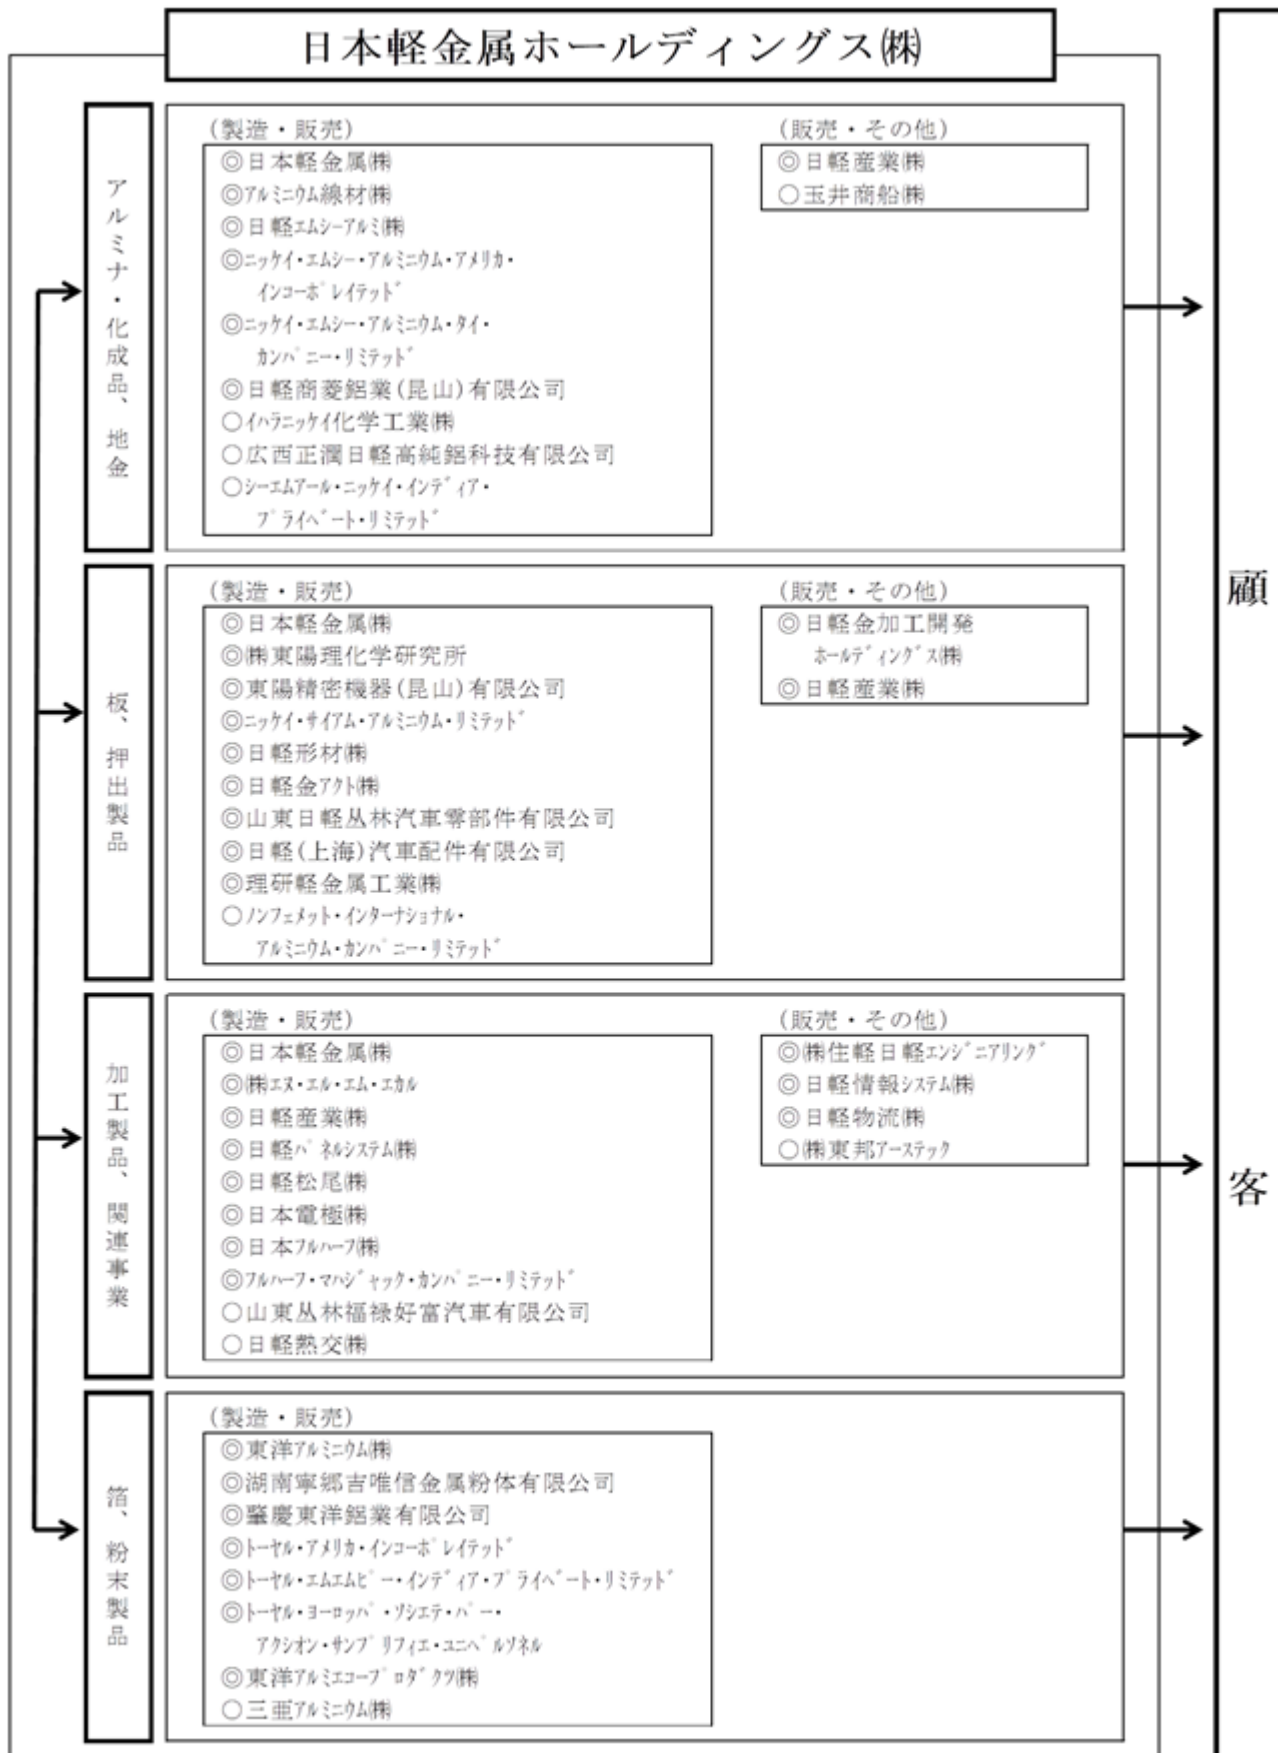 日本軽金属ホールディングス㈱
アルミナ・化成品、地金
(製造・販売)
◎日本軽金属㈱
◎アルミニウム線材㈱
◎日軽エムシーアルミ㈱
◎ニッケイ・エムシー・アルミニウム・アメリカ・
インコーポレイテッド
◎ニッケイ・エムシー・アルミニウム・タイ・
カンパニー・リミテッド
◎日軽商菱鋁業(昆山)有限公司
○イハラニッケイ化学工業㈱
○広西正潤日軽高純鋁科技有限公司
○シーエムアール・ニッケイ・インディア・
プライベート・リミテッド
(販売・その他)
◎日軽産業㈱
○玉井商船㈱
板、押出製品
(製造・販売)
◎日本軽金属㈱
◎㈱東陽理化学研究所
◎東陽精密機器(昆山)有限公司
◎ニッケイ・サイアム・アルミニウム・リミテッド
◎日軽形材㈱
◎日軽金アクト㈱
◎山東日軽丛林汽車零部件有限公司
◎日軽(上海)汽車配件有限公司
◎理研軽金属工業㈱
○ノンフェメット・インターナショナル・
アルミニウム・カンパニー・リミテッド
(販売・その他)
◎日軽金加工開発
ホールディングス㈱
◎日軽産業㈱
加工製品、関連事業
(製造・販売)
◎日本軽金属㈱
◎㈱エヌ・エル・エム・エカル
◎日軽産業㈱
◎日軽パネルシステム㈱
◎日軽松尾㈱
◎日本電極㈱
◎日本フルハーフ㈱
◎フルハーフ・マハジャック・カンパニー・リミテッド
○山東丛林福禄好富汽車有限公司
○日軽熱交㈱
(販売・その他)
◎㈱住軽日軽エンジニアリング
◎日軽情報システム㈱
◎日軽物流㈱
○㈱東邦アーステック
箔、粉末製品
(製造・販売)
◎東洋アルミニウム㈱
◎湖南寧郷吉唯信金属粉体有限公司
◎肇慶東洋鋁業有限公司
◎トーヤル・アメリカ・インコーポレイテッド
◎トーヤル・エムエムピー・インディア・プライベート・リミテッド
◎トーヤル・ヨーロッパ・ソシエテ・パー・
アクシオン・サンプリフィエ・ユニペルソネル
◎東洋アルミエコープロダクツ㈱
○三亜アルミニウム㈱
顧客